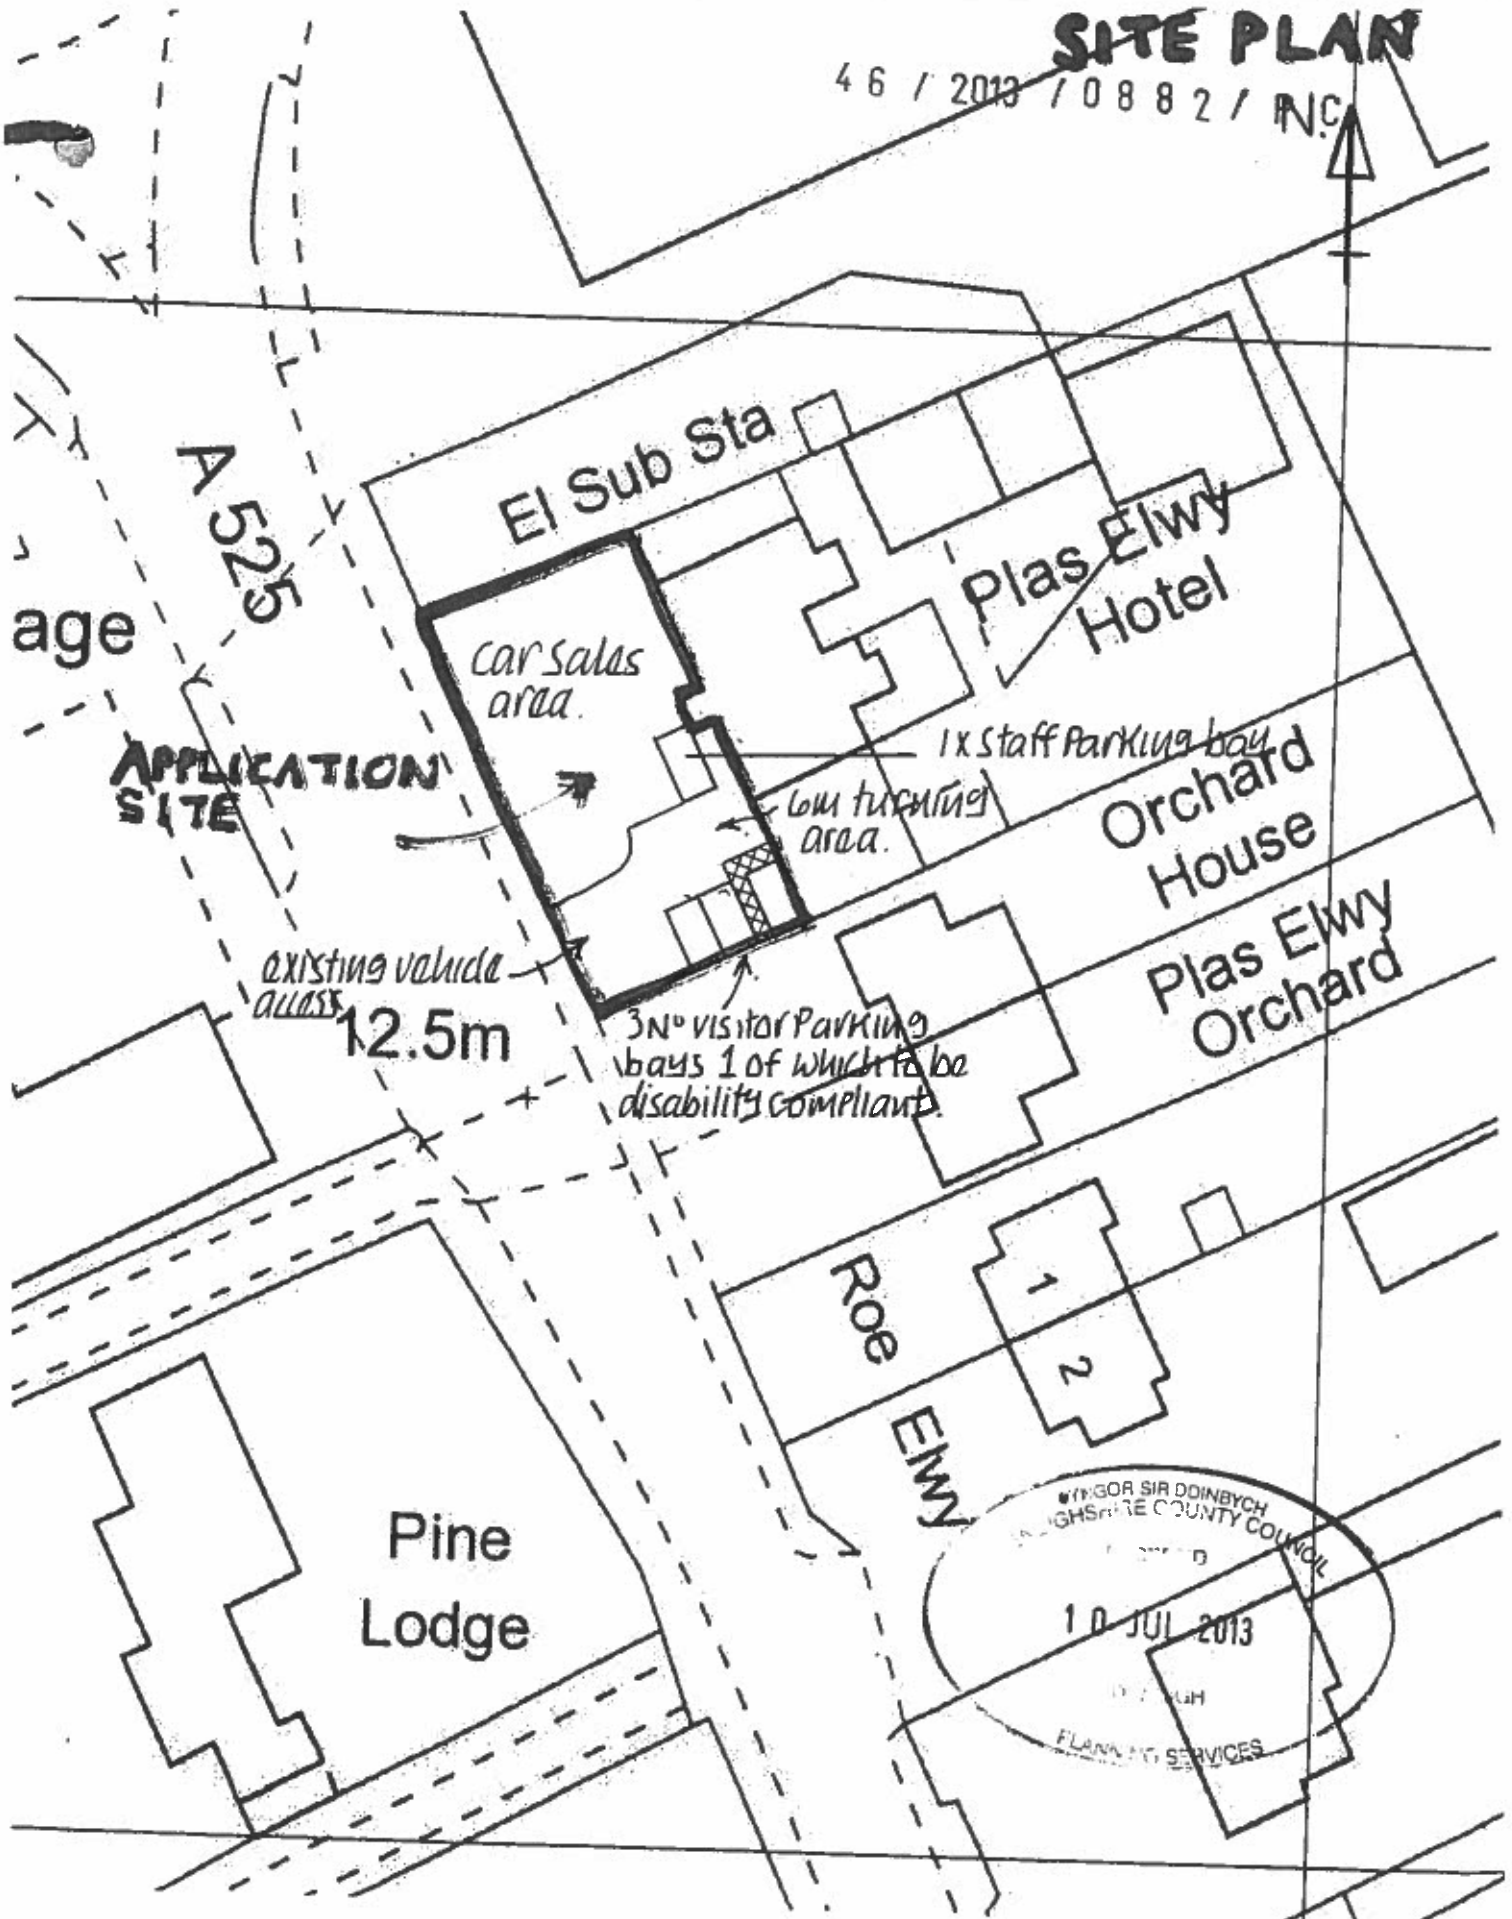 SITE PLAN
46 / 2013 / 0882 / PNC
El Sub Sta
A 525
age
Plas Elwy
Hotel
car sales
area.
1 x Staff Parking bay
APPLICATION
SITE
6m turning
area.
Orchard
House
existing vehicle
access
12.5m
Plas Elwy
Orchard
3No visitor Parking
bays 1 of which to be
disability compliant.
Roe
Elwy
1
2
Pine
Lodge
SIR DDINBYCH
COUNTY COUNCIL
10 JUL 2013
PLANNING SERVICES